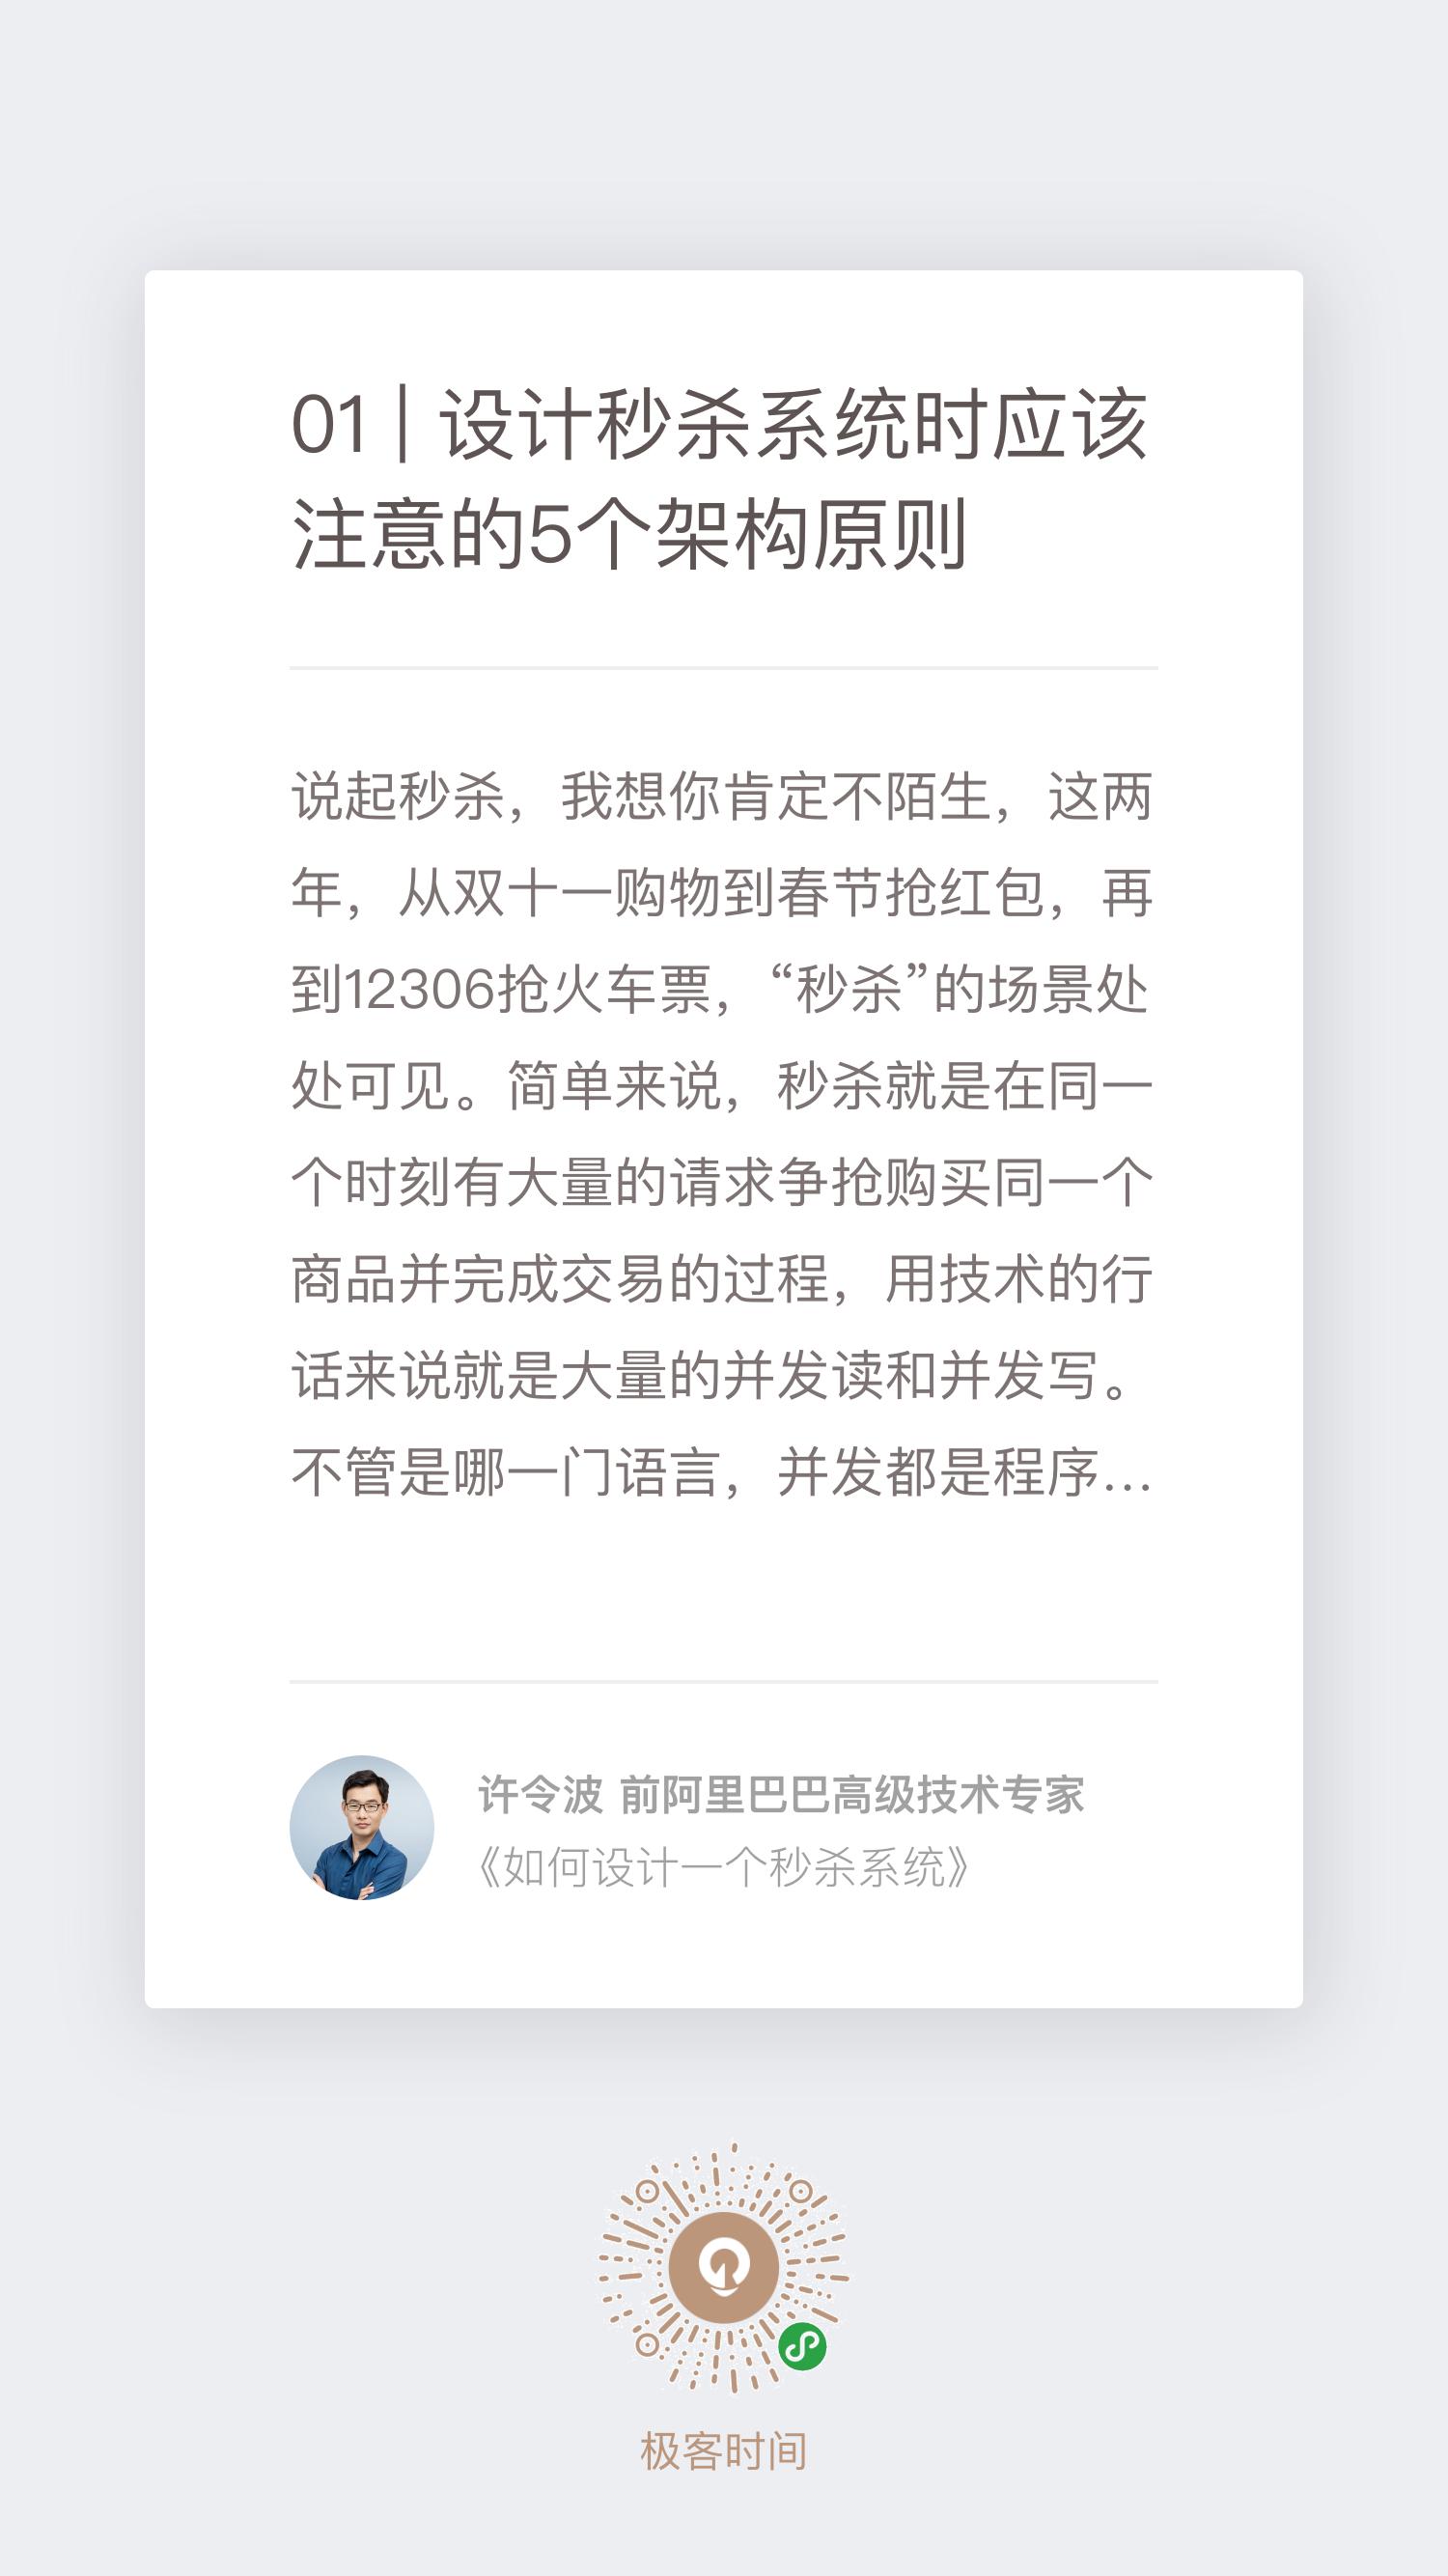 01 | 设计秒杀系统时应该
注意的5个架构原则
说起秒杀，我想你肯定不陌生，这两
年，从双十一购物到春节抢红包，再
到12306抢火车票，“秒杀”的场景处
处可见。简单来说，秒杀就是在同一
个时刻有大量的请求争抢购买同一个
商品并完成交易的过程，用技术的行
话来说就是大量的并发读和并发写。
不管是哪一门语言，并发都是程序...
许令波 前阿里巴巴高级技术专家
《如何设计一个秒杀系统》
极客时间